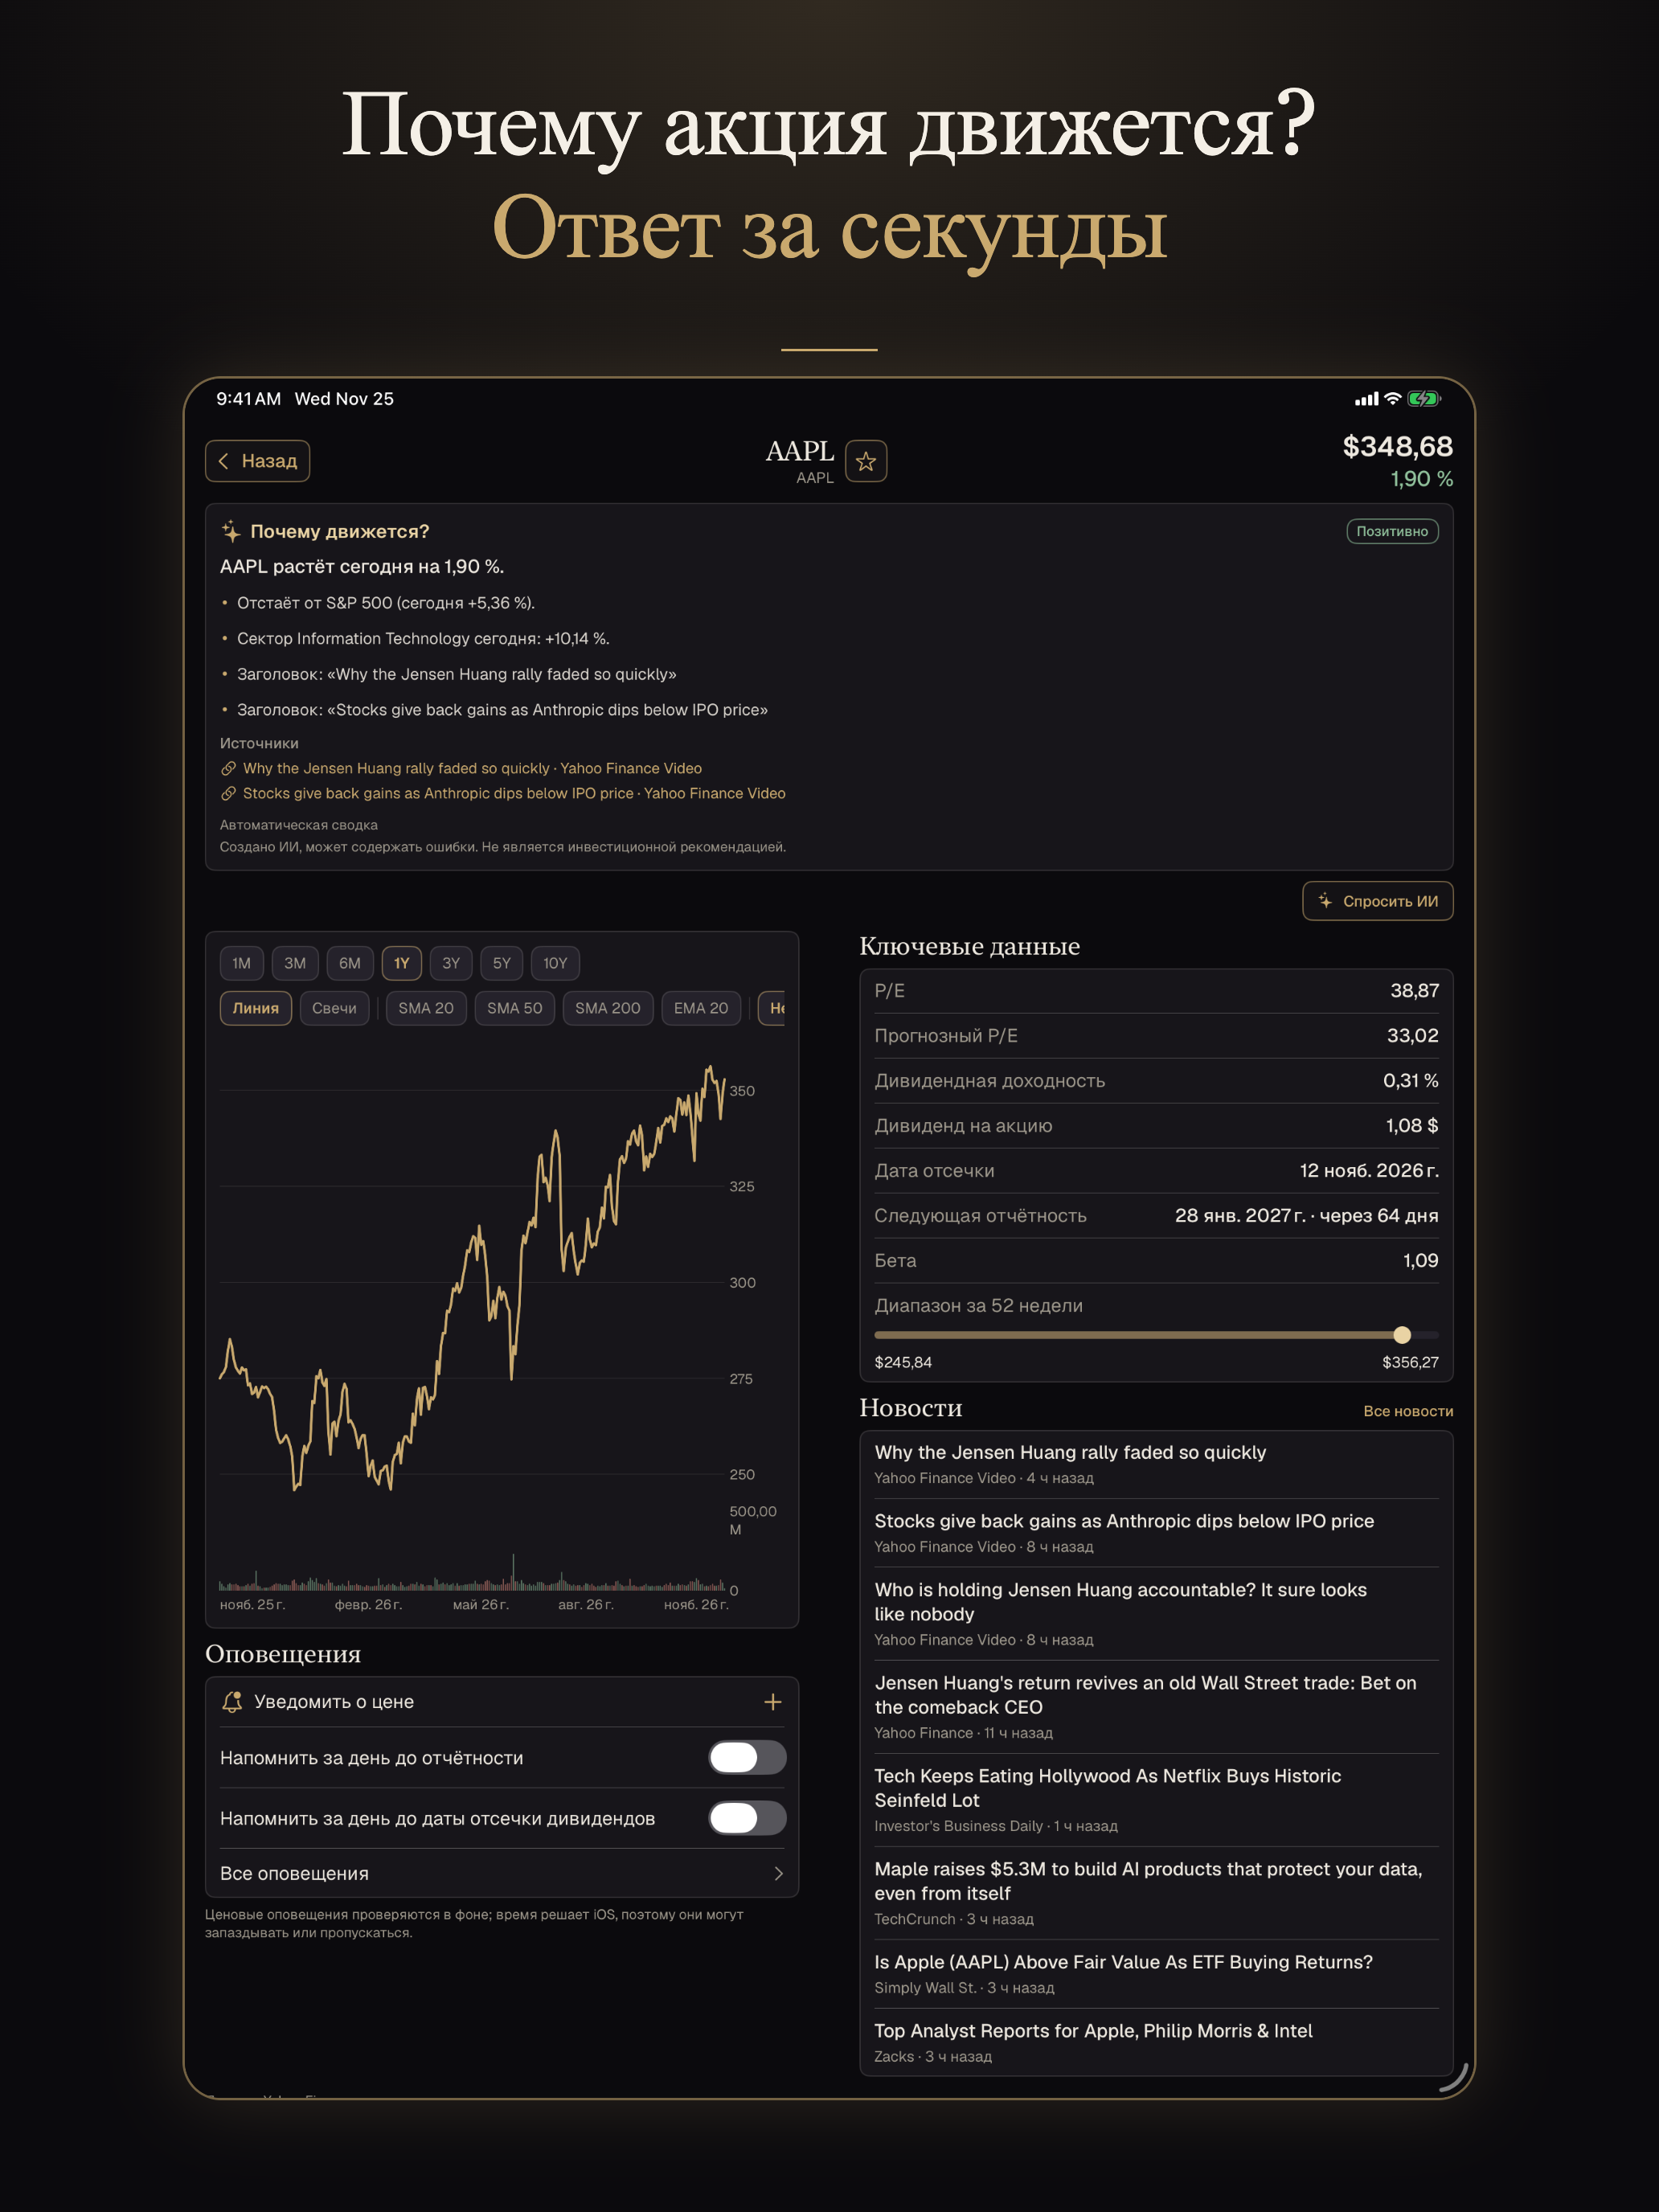 Почему акция движется?
Ответ за секунды
9:41 AM Wed Nov 25
Назад
AAPL
AAPL
$348,68
1,90 %
Почему движется?
Позитивно
AAPL растёт сегодня на 1,90 %.
• Отстаёт от S&P 500 (сегодня +5,36 %).
• Сектор Information Technology сегодня: +10,14 %.
• Заголовок: «Why the Jensen Huang rally faded so quickly»
• Заголовок: «Stocks give back gains as Anthropic dips below IPO price»
Источники
Why the Jensen Huang rally faded so quickly · Yahoo Finance Video
Stocks give back gains as Anthropic dips below IPO price · Yahoo Finance Video
Автоматическая сводка
Создано ИИ, может содержать ошибки. Не является инвестиционной рекомендацией.
Спросить ИИ
1M 3M 6M 1Y 3Y 5Y 10Y
Линия Свечи SMA 20 SMA 50 SMA 200 EMA 20
350
325
300
275
250
500,00
M
0
нояб. 25 г. февр. 26 г. май 26 г. авг. 26 г. нояб. 26 г.
Оповещения
Уведомить о цене
Напомнить за день до отчётности
Напомнить за день до даты отсечки дивидендов
Все оповещения
Ценовые оповещения проверяются в фоне; время решает iOS, поэтому они могут
запаздывать или пропускаться.
Ключевые данные
P/E 38,87
Прогнозный P/E 33,02
Дивидендная доходность 0,31 %
Дивиденд на акцию 1,08 $
Дата отсечки 12 нояб. 2026 г.
Следующая отчётность 28 янв. 2027 г. · через 64 дня
Бета 1,09
Диапазон за 52 недели
$245,84 $356,27
Новости
Все новости
Why the Jensen Huang rally faded so quickly
Yahoo Finance Video · 4 ч назад
Stocks give back gains as Anthropic dips below IPO price
Yahoo Finance Video · 8 ч назад
Who is holding Jensen Huang accountable? It sure looks
like nobody
Yahoo Finance Video · 8 ч назад
Jensen Huang's return revives an old Wall Street trade: Bet on
the comeback CEO
Yahoo Finance · 11 ч назад
Tech Keeps Eating Hollywood As Netflix Buys Historic
Seinfeld Lot
Investor's Business Daily · 1 ч назад
Maple raises $5.3M to build AI products that protect your data,
even from itself
TechCrunch · 3 ч назад
Is Apple (AAPL) Above Fair Value As ETF Buying Returns?
Simply Wall St. · 3 ч назад
Top Analyst Reports for Apple, Philip Morris & Intel
Zacks · 3 ч назад